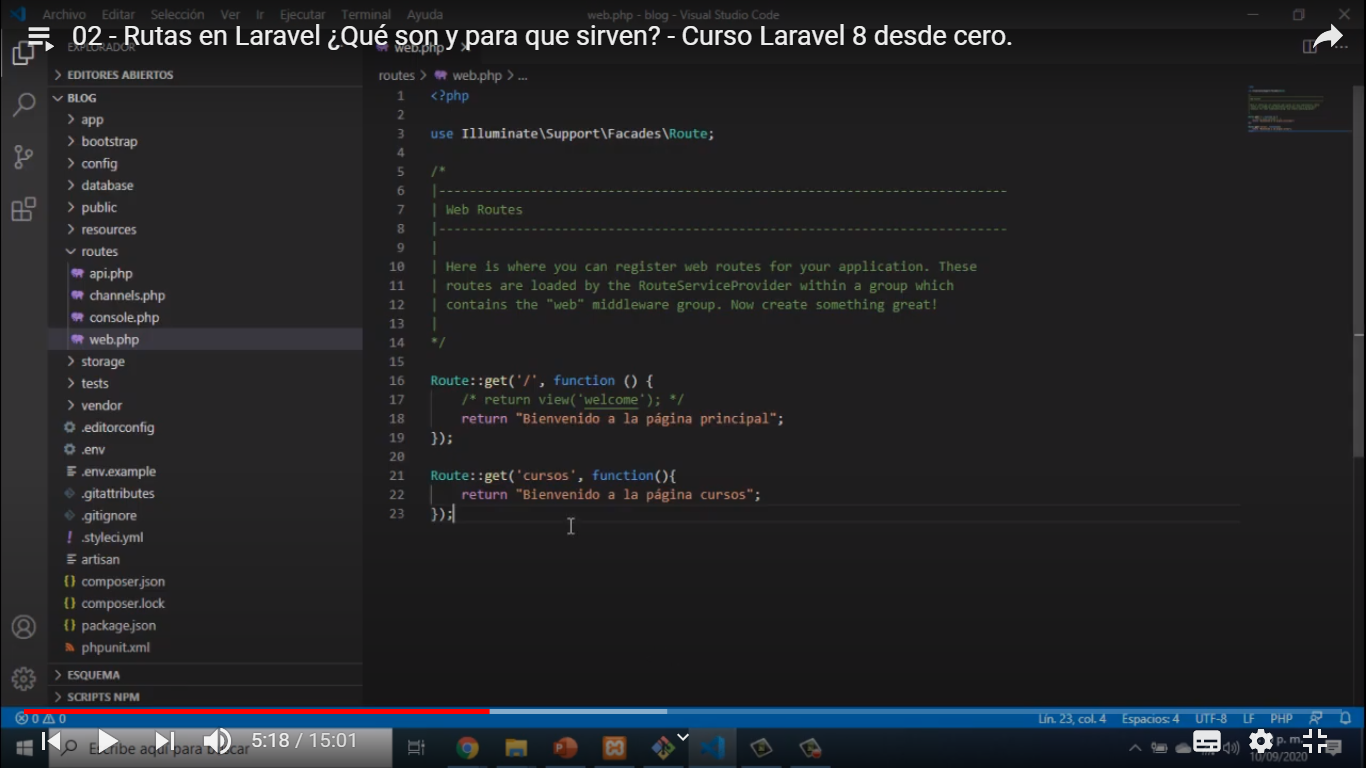 Archivo Editar Selección Ver Ir Ejecutar Terminal Ayuda web.php - blog - Visual Studio Code
02 - Rutas en Laravel ¿Qué son y para que sirven? - Curso Laravel 8 desde cero.
EXPLORADOR
web.php
EDITORES ABIERTOS
BLOG
app
bootstrap
config
database
public
resources
routes
api.php
channels.php
console.php
web.php
storage
tests
vendor
.editorconfig
.env
.env.example
.gitattributes
.gitignore
.styleci.yml
artisan
composer.json
composer.lock
package.json
phpunit.xml
ESQUEMA
SCRIPTS NPM
routes > web.php > ...
1 <?php
2
3 use Illuminate\Support\Facades\Route;
4
5 /*
6 |--------------------------------------------------------------------------
7 | Web Routes
8 |--------------------------------------------------------------------------
9 |
10 | Here is where you can register web routes for your application. These
11 | routes are loaded by the RouteServiceProvider within a group which
12 | contains the "web" middleware group. Now create something great!
13 |
14 */
15
16 Route::get('/', function () {
17 /* return view('welcome'); */
18 return "Bienvenido a la página principal";
19 });
20
21 Route::get('cursos', function(){
22 return "Bienvenido a la página cursos";
23 });
0 0 Lín. 23, col. 4 Espacios: 4 UTF-8 LF PHP
Escribe aquí para buscar
5:18 / 15:01
p. m.
10/09/2020